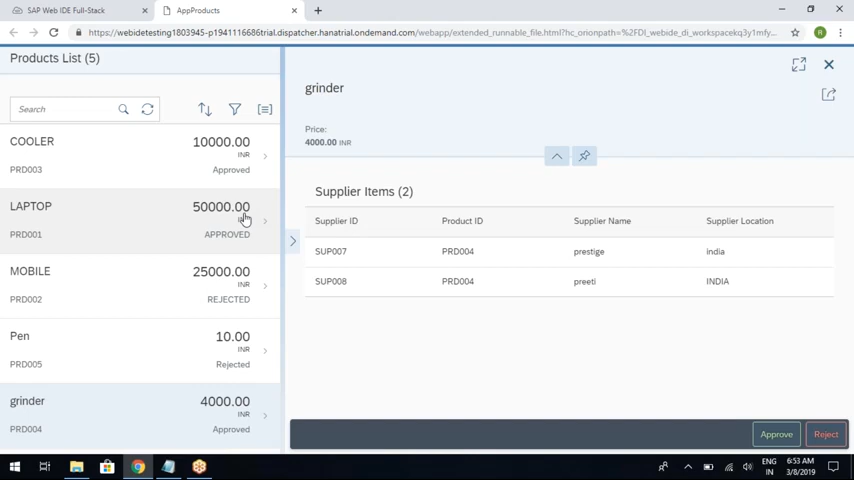 SAP Web IDE Full-Stack
AppProducts
https://webidetesting1803945-p1941116686trial.dispatcher.hanatrial.ondemand.com/webapp/extended_runnable_file.html?hc_orionpath=%2FDI_webide_di_workspacekq3y1mfy...
R
Products List (5)
Search
COOLER 10000.00
INR
PRD003 Approved
LAPTOP 50000.00
PRD001 APPROVED
MOBILE 25000.00
INR
PRD002 REJECTED
Pen 10.00
INR
PRD005 Rejected
grinder 4000.00
INR
PRD004 Approved
grinder
Price:
4000.00 INR
Supplier Items (2)
Supplier ID Product ID Supplier Name Supplier Location
SUP007 PRD004 prestige india
SUP008 PRD004 preeti INDIA
Approve Reject
ENG
IN
6:53 AM
3/8/2019